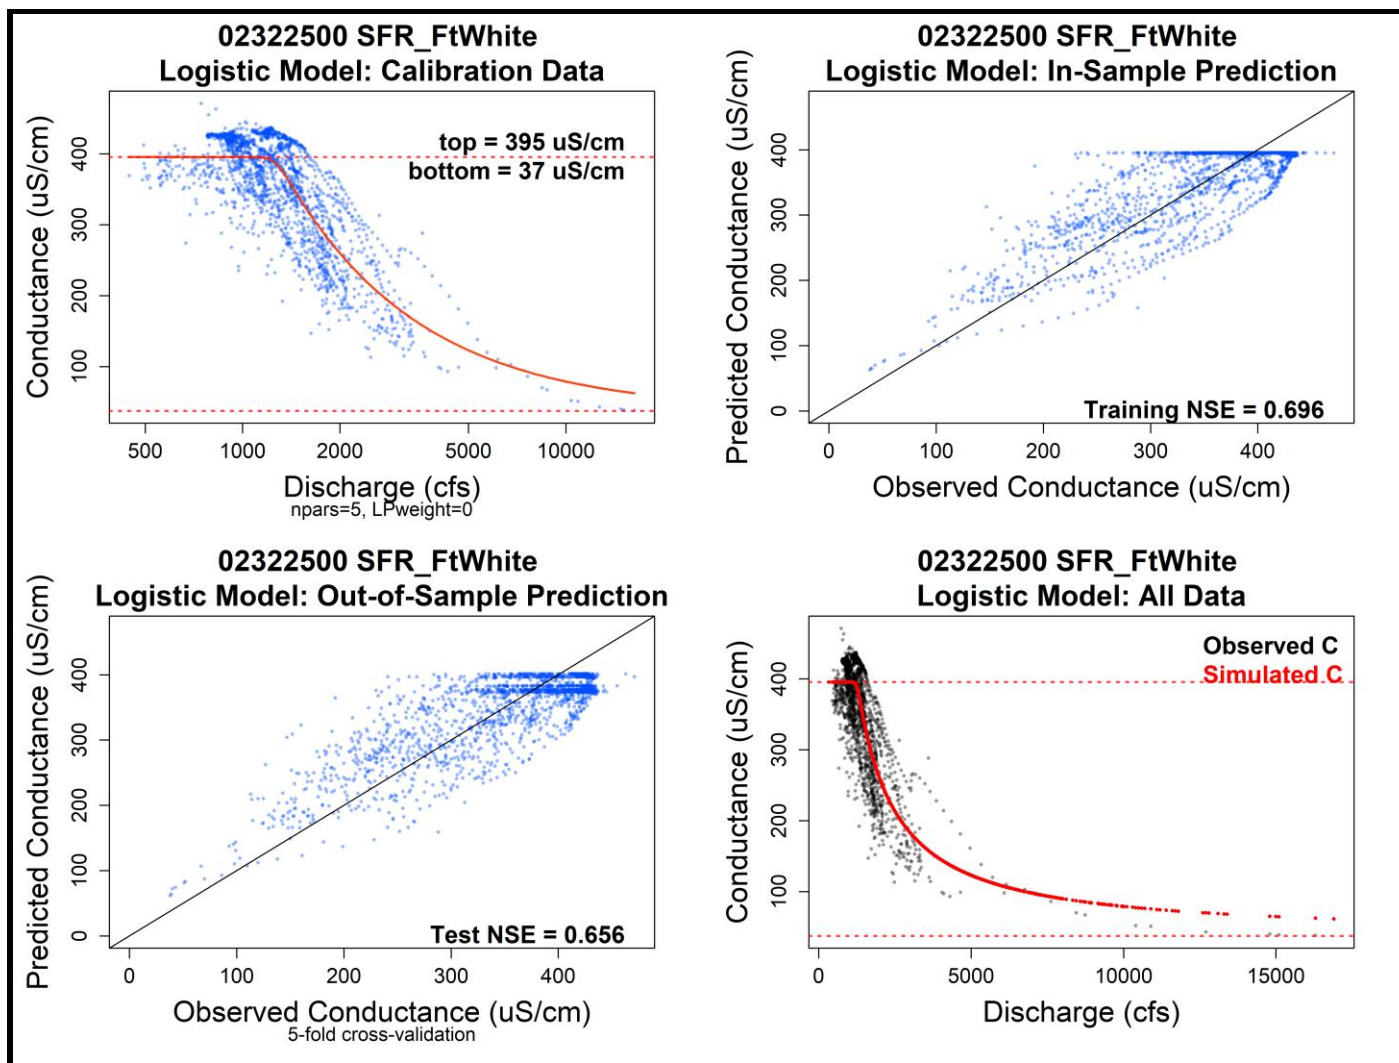 02322500 SFR_FtWhite
Logistic Model: Calibration Data
top = 395 uS/cm
bottom = 37 uS/cm
Conductance (uS/cm)
400
300
200
100
500 1000 2000 5000 10000
Discharge (cfs)
npars=5, LPweight=0
02322500 SFR_FtWhite
Logistic Model: In-Sample Prediction
Predicted Conductance (uS/cm)
400
300
200
100
0
Training NSE = 0.696
0 100 200 300 400
Observed Conductance (uS/cm)
02322500 SFR_FtWhite
Logistic Model: Out-of-Sample Prediction
Predicted Conductance (uS/cm)
400
300
200
100
0
Test NSE = 0.656
0 100 200 300 400
Observed Conductance (uS/cm)
5-fold cross-validation
02322500 SFR_FtWhite
Logistic Model: All Data
Observed C
Simulated C
Conductance (uS/cm)
400
300
200
100
0 5000 10000 15000
Discharge (cfs)